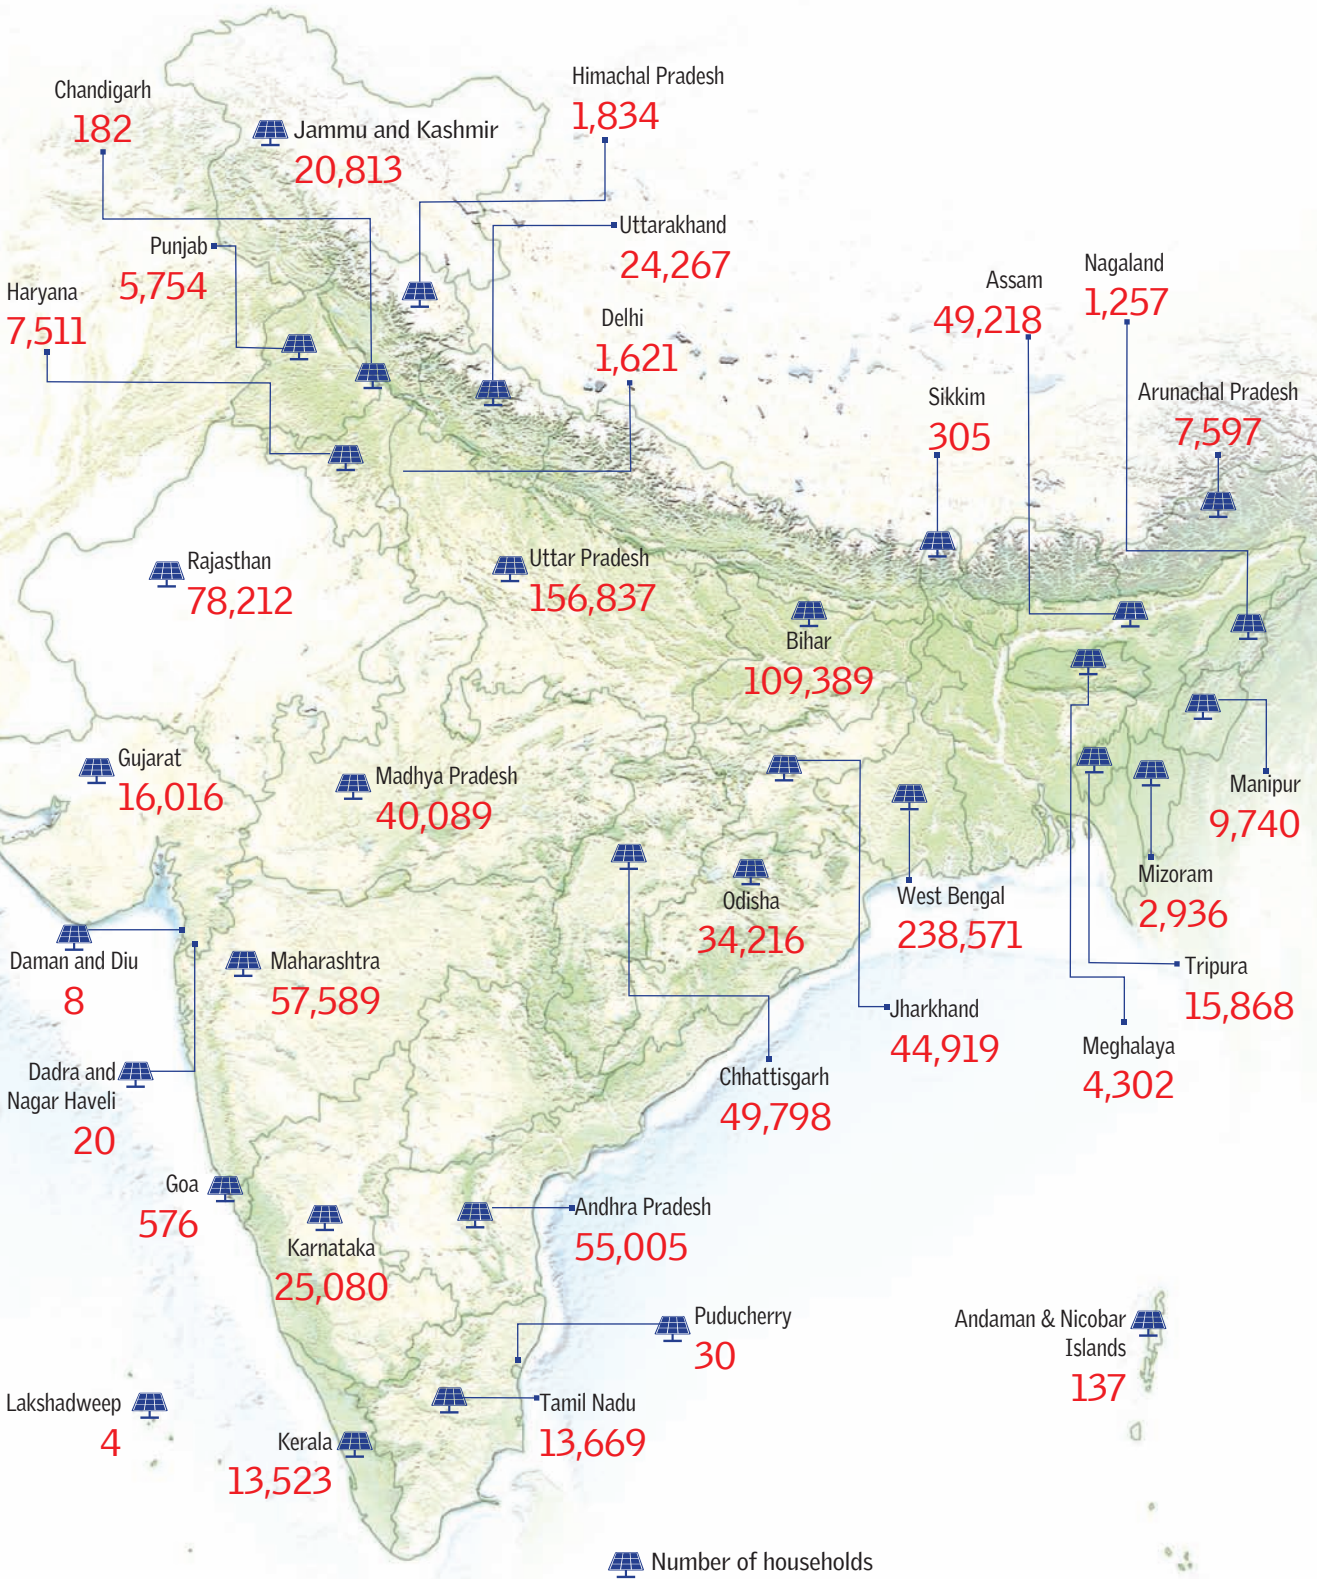 Chandigarh
182
Jammu and Kashmir
20,813
Himachal Pradesh
1,834
Punjab
5,754
Uttarakhand
24,267
Haryana
7,511
Delhi
1,621
Assam
49,218
Nagaland
1,257
Sikkim
305
Arunachal Pradesh
7,597
Rajasthan
78,212
Uttar Pradesh
156,837
Bihar
109,389
Gujarat
16,016
Madhya Pradesh
40,089
Manipur
9,740
Mizoram
2,936
Odisha
34,216
West Bengal
238,571
Daman and Diu
8
Maharashtra
57,589
Tripura
15,868
Jharkhand
44,919
Meghalaya
4,302
Dadra and
Nagar Haveli
20
Chhattisgarh
49,798
Goa
576
Karnataka
25,080
Andhra Pradesh
55,005
Puducherry
30
Andaman & Nicobar
Islands
137
Lakshadweep
4
Tamil Nadu
13,669
Kerala
13,523
Number of households